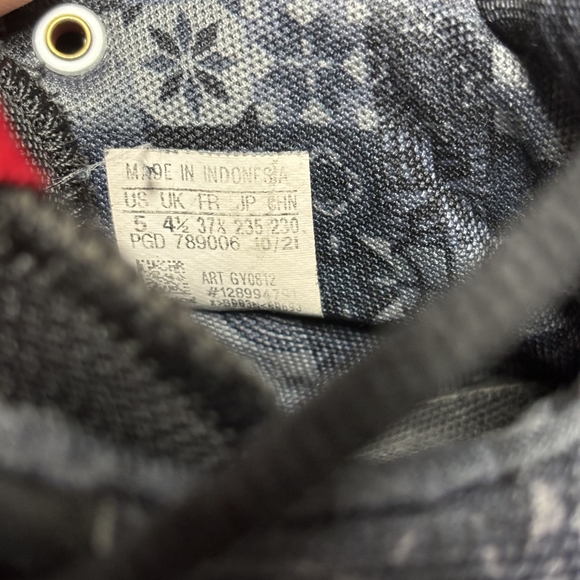 MADE IN INDONESIA
US UK FR JP CHN
5 4½ 37⅓ 235 230
PGD 789006 10/21
ART GY0812